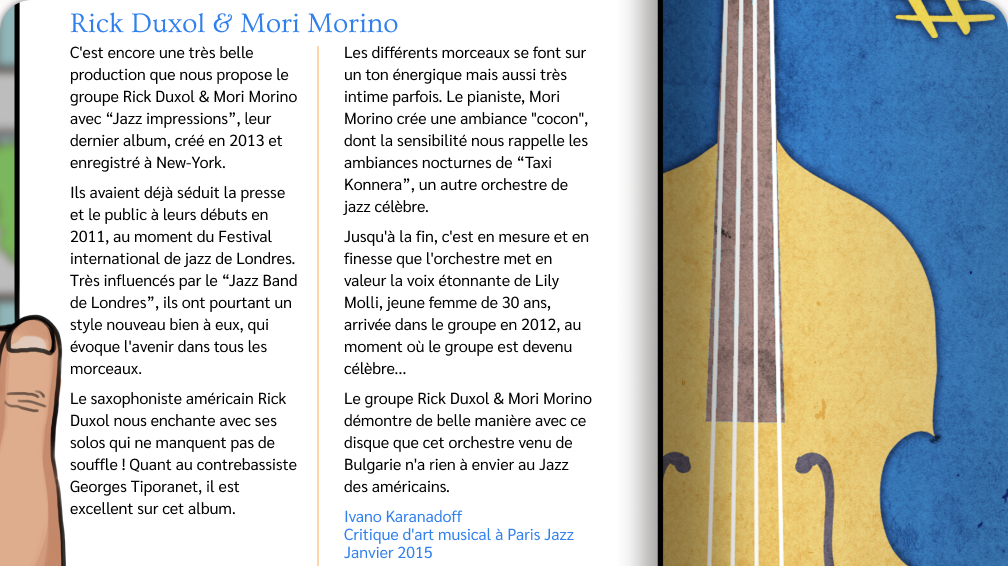 Rick Duxol & Mori Morino
C'est encore une très belle
production que nous propose le
groupe Rick Duxol & Mori Morino
avec “Jazz impressions”, leur
dernier album, créé en 2013 et
enregistré à New-York.
Ils avaient déjà séduit la presse
et le public à leurs débuts en
2011, au moment du Festival
international de jazz de Londres.
Très influencés par le “Jazz Band
de Londres”, ils ont pourtant un
style nouveau bien à eux, qui
évoque l'avenir dans tous les
morceaux.
Le saxophoniste américain Rick
Duxol nous enchante avec ses
solos qui ne manquent pas de
souffle ! Quant au contrebassiste
Georges Tiporanet, il est
excellent sur cet album.
Les différents morceaux se font sur
un ton énergique mais aussi très
intime parfois. Le pianiste, Mori
Morino crée une ambiance "cocon",
dont la sensibilité nous rappelle les
ambiances nocturnes de “Taxi
Konnera”, un autre orchestre de
jazz célèbre.
Jusqu'à la fin, c'est en mesure et en
finesse que l'orchestre met en
valeur la voix étonnante de Lily
Molli, jeune femme de 30 ans,
arrivée dans le groupe en 2012, au
moment où le groupe est devenu
célèbre...
Le groupe Rick Duxol & Mori Morino
démontre de belle manière avec ce
disque que cet orchestre venu de
Bulgarie n'a rien à envier au Jazz
des américains.
Ivano Karanadoff
Critique d'art musical à Paris Jazz
Janvier 2015